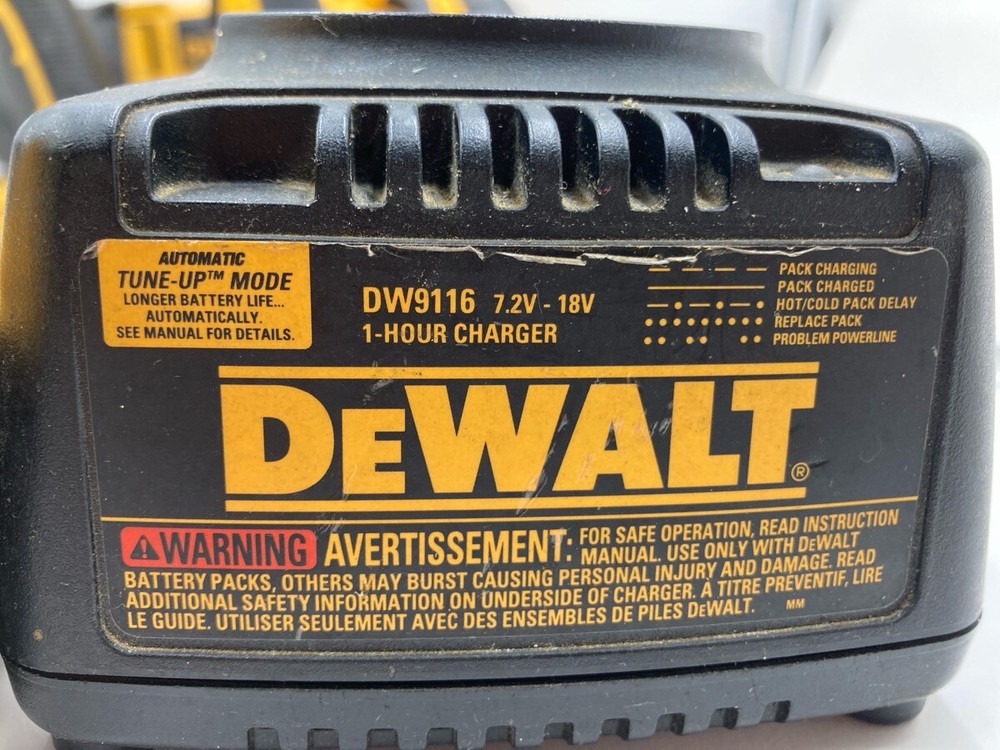 AUTOMATIC
TUNE-UP™ MODE
LONGER BATTERY LIFE...
AUTOMATICALLY.
SEE MANUAL FOR DETAILS.
DW9116 7.2V - 18V
1-HOUR CHARGER
PACK CHARGING
PACK CHARGED
HOT/COLD PACK DELAY
REPLACE PACK
PROBLEM POWERLINE
DEWALT®
WARNING AVERTISSEMENT: FOR SAFE OPERATION, READ INSTRUCTION
MANUAL. USE ONLY WITH DEWALT
BATTERY PACKS, OTHERS MAY BURST CAUSING PERSONAL INJURY AND DAMAGE. READ
ADDITIONAL SAFETY INFORMATION ON UNDERSIDE OF CHARGER. À TITRE PRÉVENTIF, LIRE
LE GUIDE. UTILISER SEULEMENT AVEC DES ENSEMBLES DE PILES DEWALT. MM